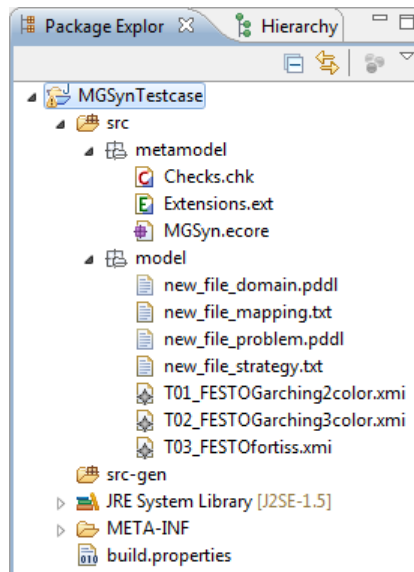 Package Explor Hierarchy
MGSynTestcase
src
metamodel
Checks.chk
Extensions.ext
MGSyn.ecore
model
new_file_domain.pddl
new_file_mapping.txt
new_file_problem.pddl
new_file_strategy.txt
T01_FESTOGarching2color.xmi
T02_FESTOGarching3color.xmi
T03_FESTOfortiss.xmi
src-gen
JRE System Library [J2SE-1.5]
META-INF
build.properties